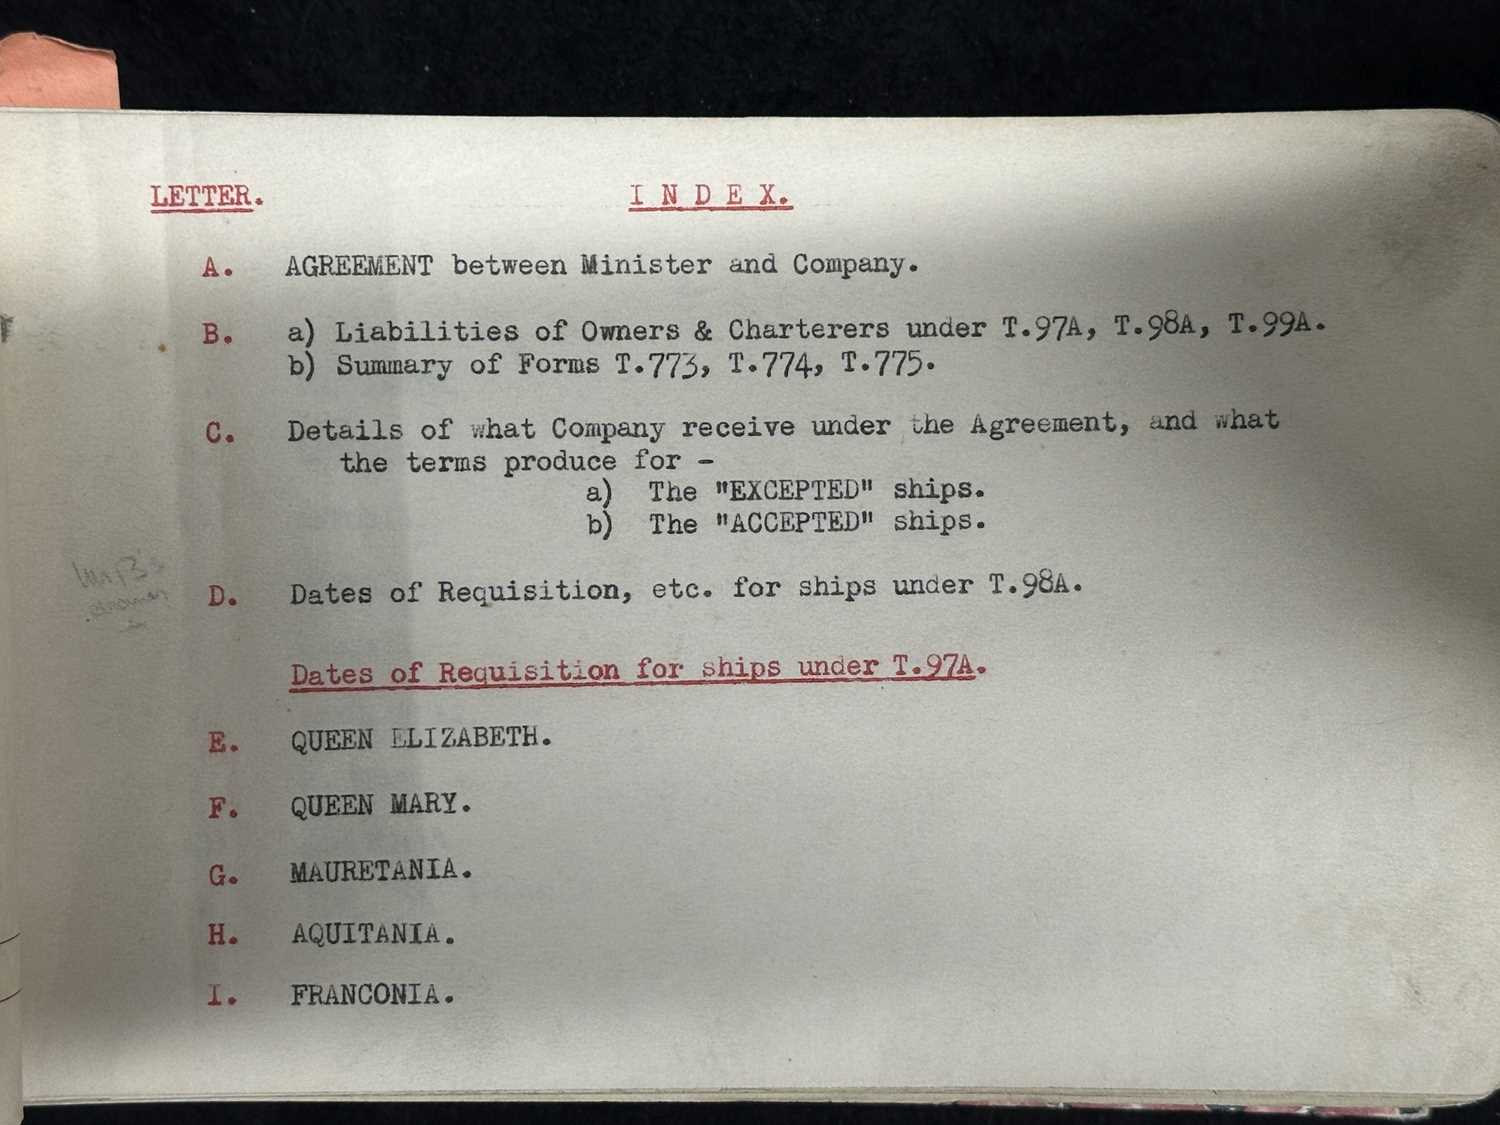 LETTER. I N D E X.
A. AGREEMENT between Minister and Company.
B. a) Liabilities of Owners & Charterers under T.97A, T.98A, T.99A.
b) Summary of Forms T.773, T.774, T.775.
C. Details of what Company receive under the Agreement, and what
the terms produce for -
a) The "EXCEPTED" ships.
b) The "ACCEPTED" ships.
D. Dates of Requisition, etc. for ships under T.98A.
Dates of Requisition for ships under T.97A.
E. QUEEN ELIZABETH.
F. QUEEN MARY.
G. MAURETANIA.
H. AQUITANIA.
I. FRANCONIA.